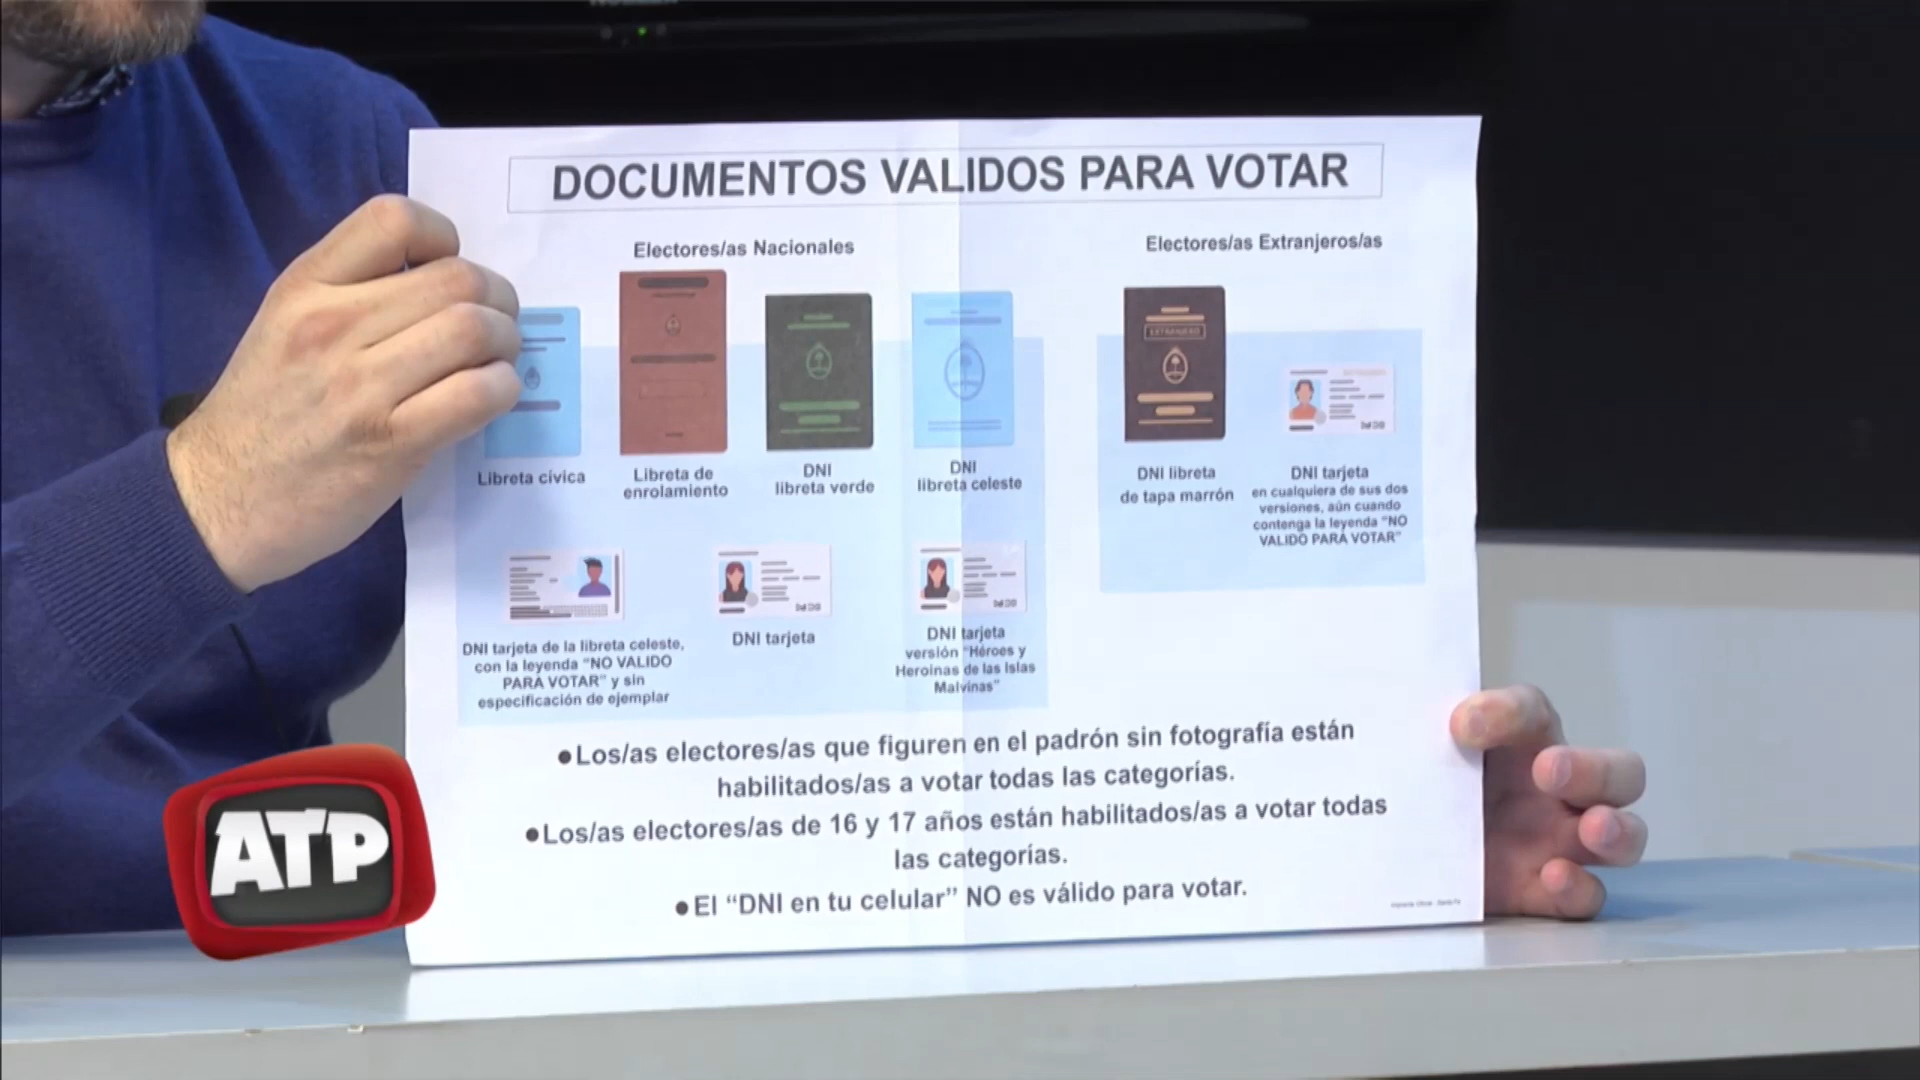 DOCUMENTOS VALIDOS PARA VOTAR
Electores/as Nacionales
Electores/as Extranjeros/as
EXTRANJERO
Libreta cívica
Libreta de
enrolamiento
DNI
libreta verde
DNI
libreta celeste
DNI libreta
de tapa marrón
DNI tarjeta
en cualquiera de sus dos
versiones, aún cuando
contenga la leyenda "NO
VALIDO PARA VOTAR"
DNI tarjeta de la libreta celeste,
con la leyenda "NO VALIDO
PARA VOTAR" y sin
especificación de ejemplar
DNI tarjeta
DNI tarjeta
versión "Héroes y
Heroinas de las Islas
Malvinas"
●Los/as electores/as que figuren en el padrón sin fotografía están
habilitados/as a votar todas las categorías.
●Los/as electores/as de 16 y 17 años están habilitados/as a votar todas
las categorías.
●El "DNI en tu celular" NO es válido para votar.
ATP